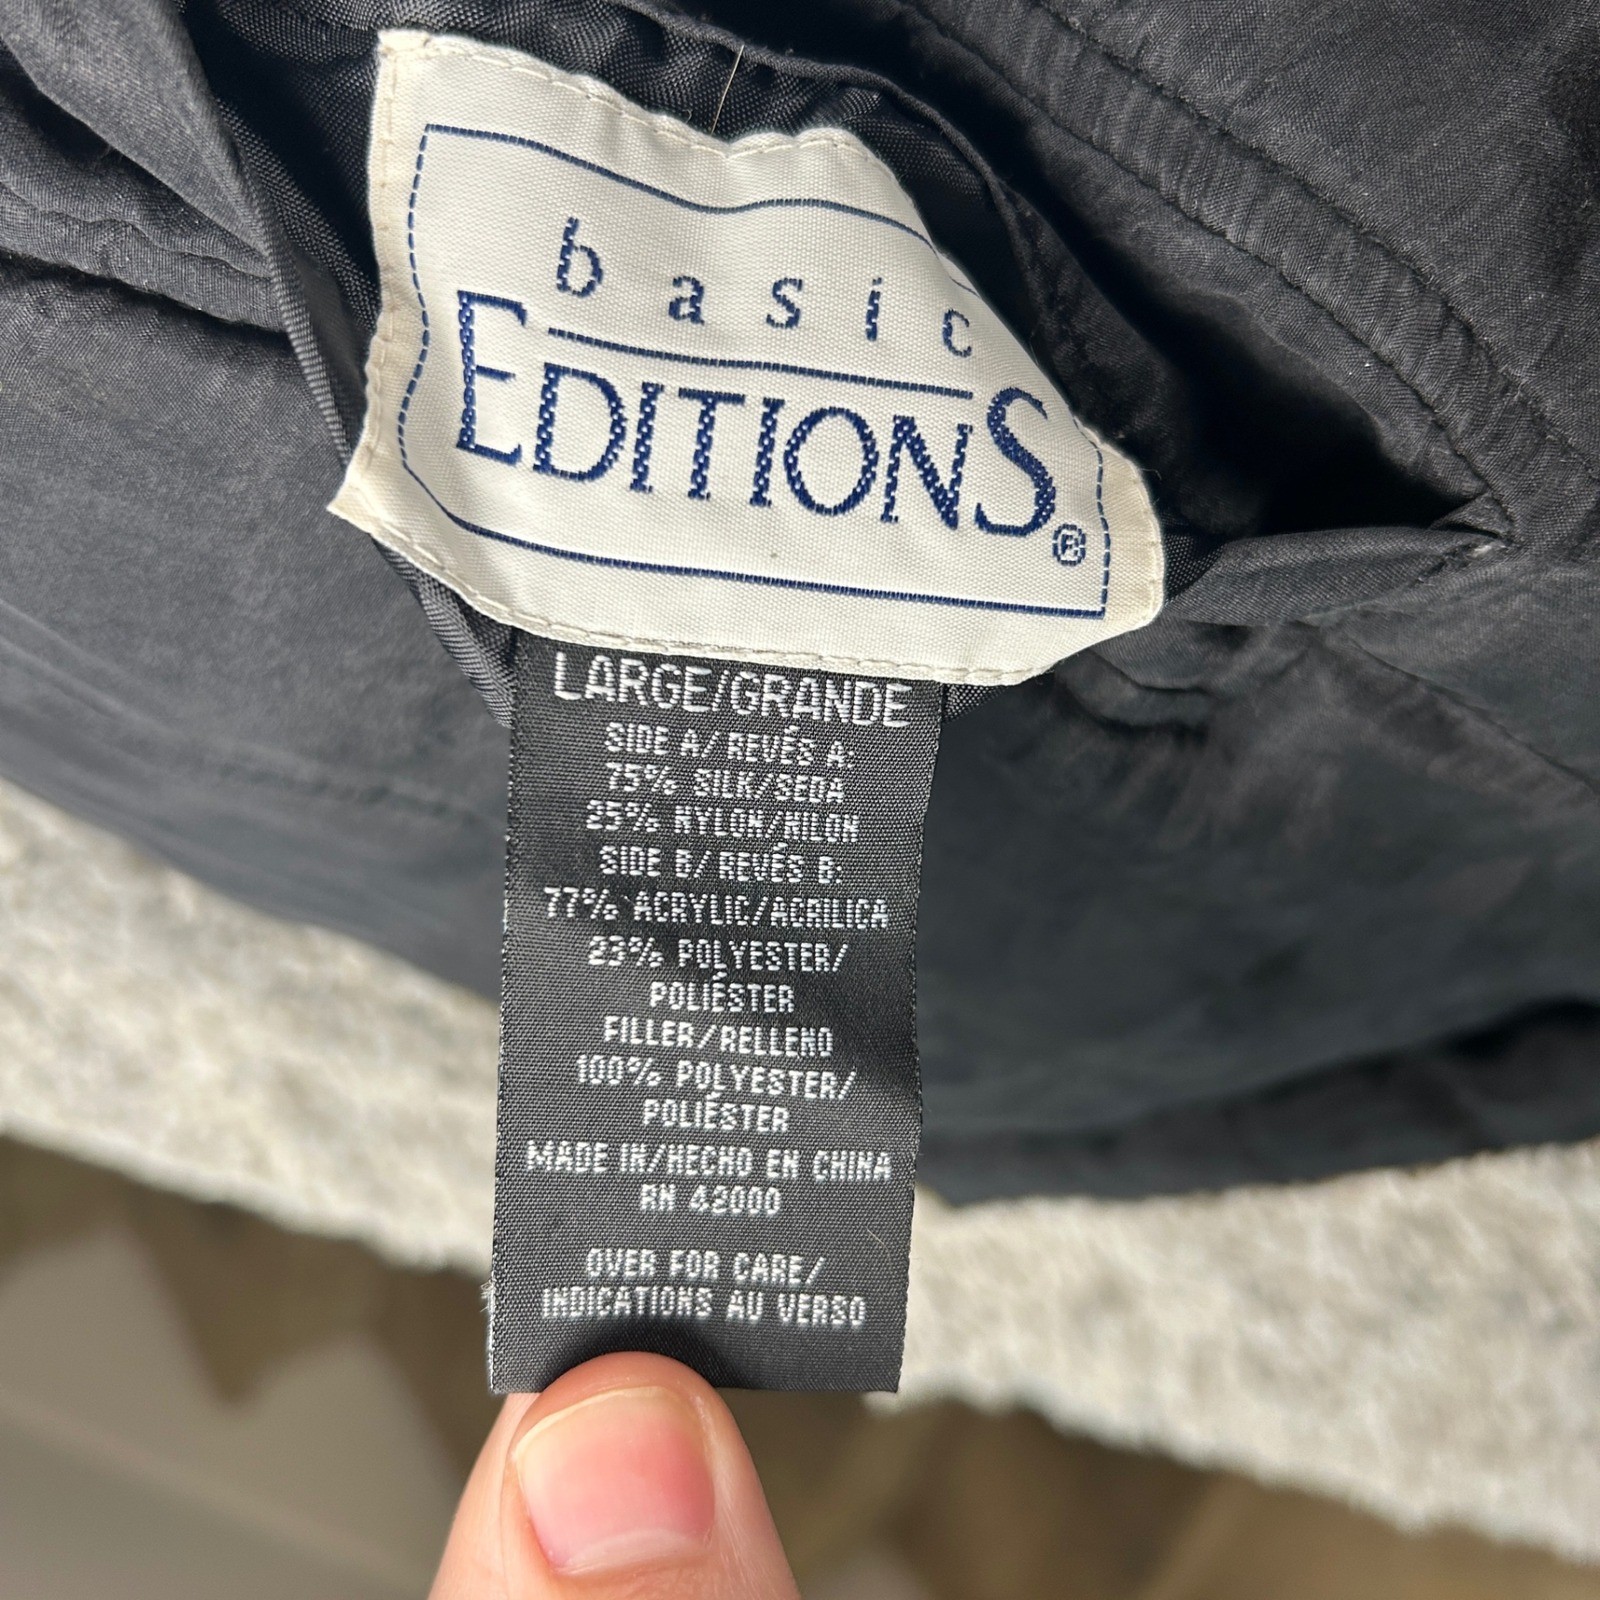 basic
EDITIONS®
LARGE/GRANDE
SIDE A/ REVÉS A:
75% SILK/SEDA
25% NYLON/NILON
SIDE B/ REVÉS B:
77% ACRYLIC/ACRILICA
23% POLYESTER/
POLIÉSTER
FILLER/RELLENO
100% POLYESTER/
POLIÉSTER
MADE IN/HECHO EN CHINA
RN 42000
OVER FOR CARE/
INDICATIONS AU VERSO